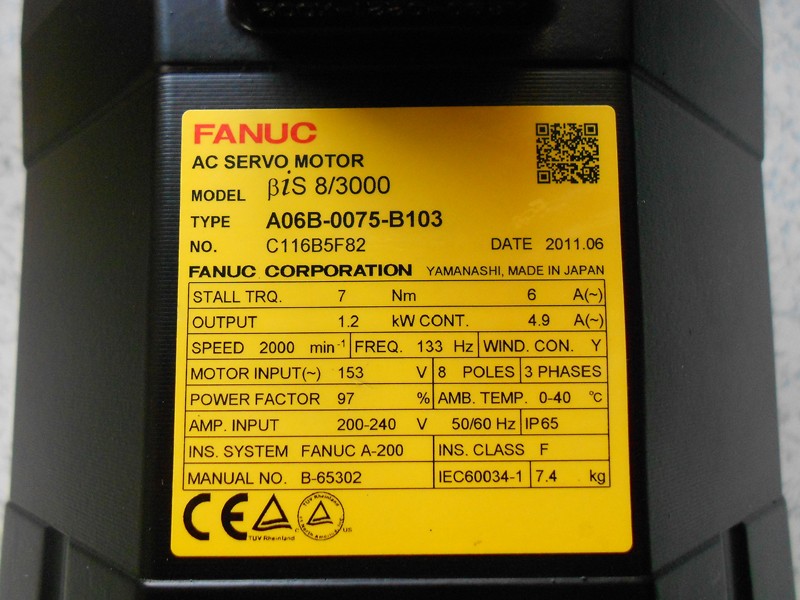 FANUC
AC SERVO MOTOR
MODEL βiS 8/3000
TYPE A06B-0075-B103
NO. C116B5F82 DATE 2011.06
FANUC CORPORATION YAMANASHI, MADE IN JAPAN
STALL TRQ. 7 Nm 6 A(~)
OUTPUT 1.2 kW CONT. 4.9 A(~)
SPEED 2000 min-1 FREQ. 133 Hz WIND. CON. Y
MOTOR INPUT(~) 153 V 8 POLES 3 PHASES
POWER FACTOR 97 % AMB. TEMP. 0-40 °C
AMP. INPUT 200-240 V 50/60 Hz IP65
INS. SYSTEM FANUC A-200 INS. CLASS F
MANUAL NO. B-65302 IEC60034-1 7.4 kg
CE
TUV Rheinland
TUV Rheinland
C US